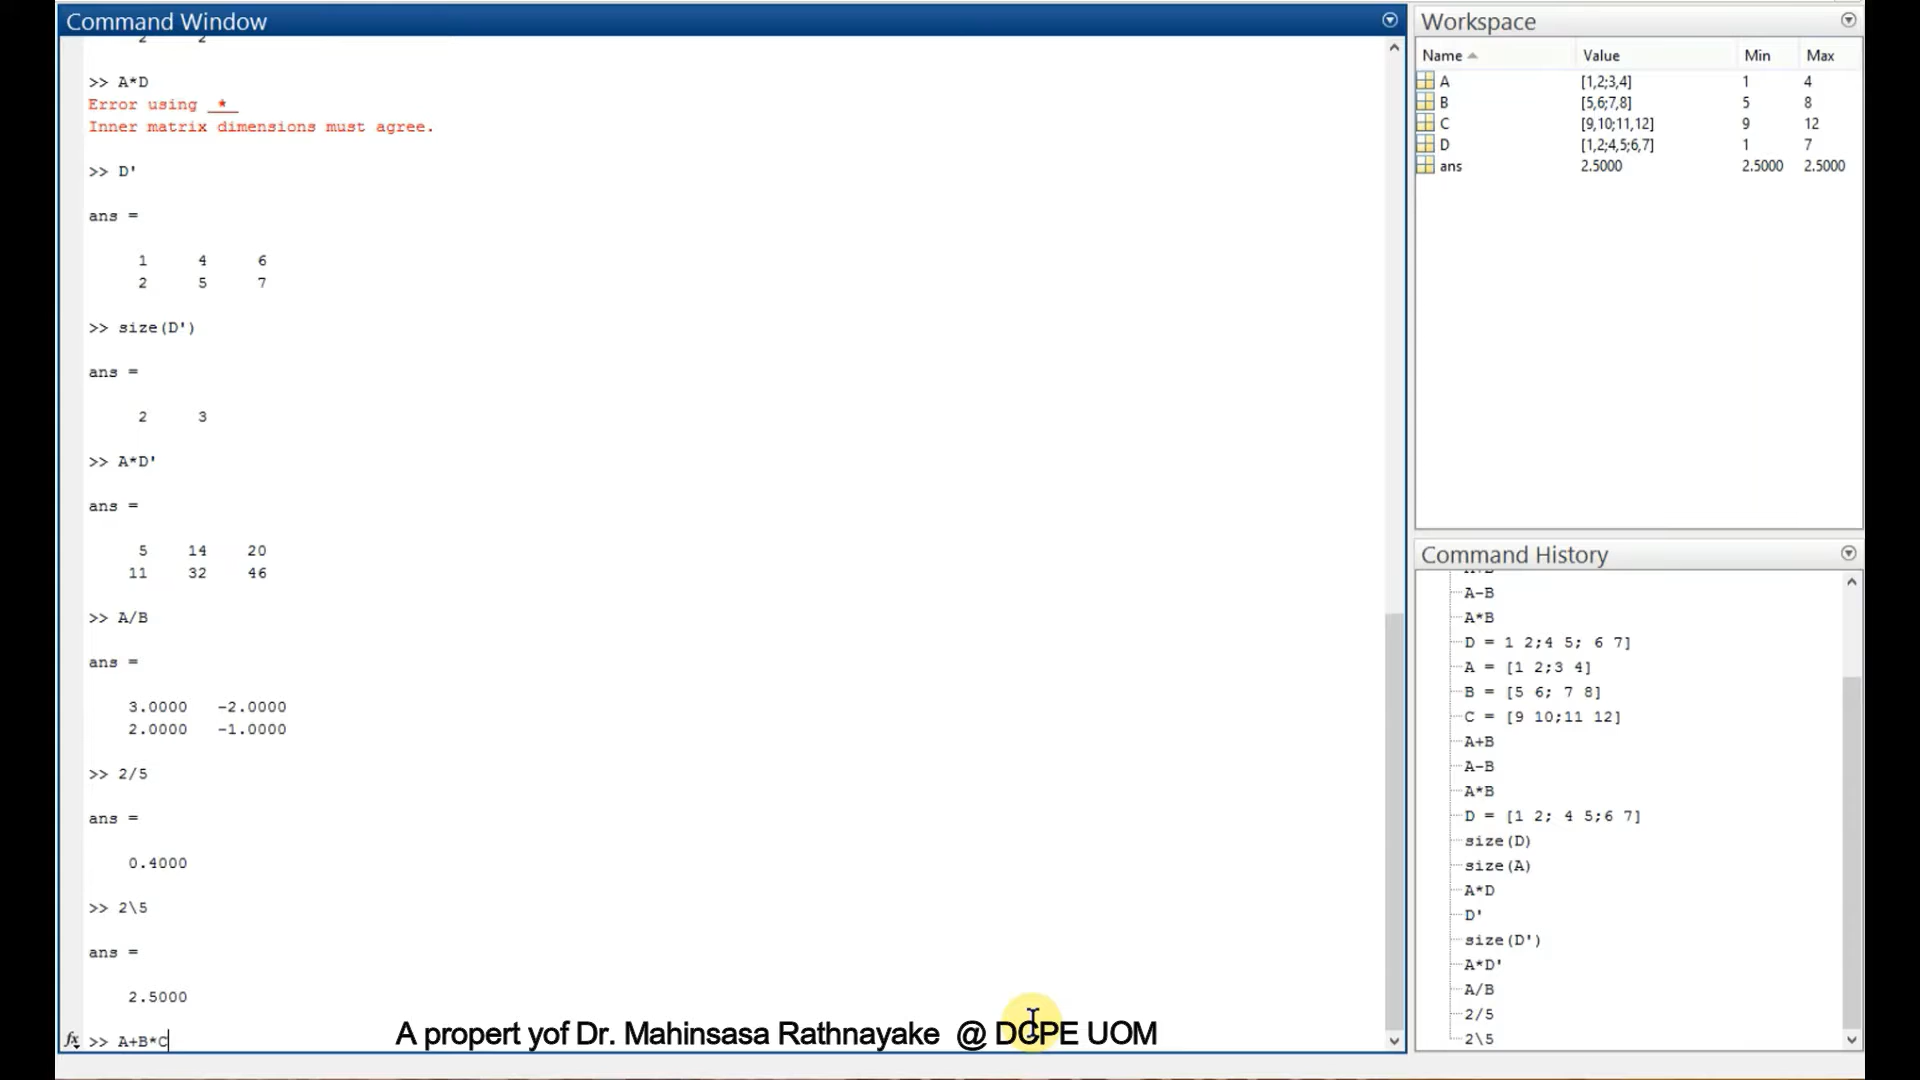 Command Window
2 2
>> A*D
Error using *
Inner matrix dimensions must agree.
>> D'
ans =
1 4 6
2 5 7
>> size(D')
ans =
2 3
>> A*D'
ans =
5 14 20
11 32 46
>> A/B
ans =
3.0000 -2.0000
2.0000 -1.0000
>> 2/5
ans =
0.4000
>> 2\5
ans =
2.5000
fx >> A+B*C
A propert yof Dr. Mahinsasa Rathnayake @ DCPE UOM
Workspace
Name Value Min Max
A [1,2;3,4] 1 4
B [5,6;7,8] 5 8
C [9,10;11,12] 9 12
D [1,2;4,5;6,7] 1 7
ans 2.5000 2.5000 2.5000
Command History
A+B
A-B
A*B
D = 1 2;4 5; 6 7]
A = [1 2;3 4]
B = [5 6; 7 8]
C = [9 10;11 12]
A+B
A-B
A*B
D = [1 2; 4 5;6 7]
size(D)
size(A)
A*D
D'
size(D')
A*D'
A/B
2/5
2\5